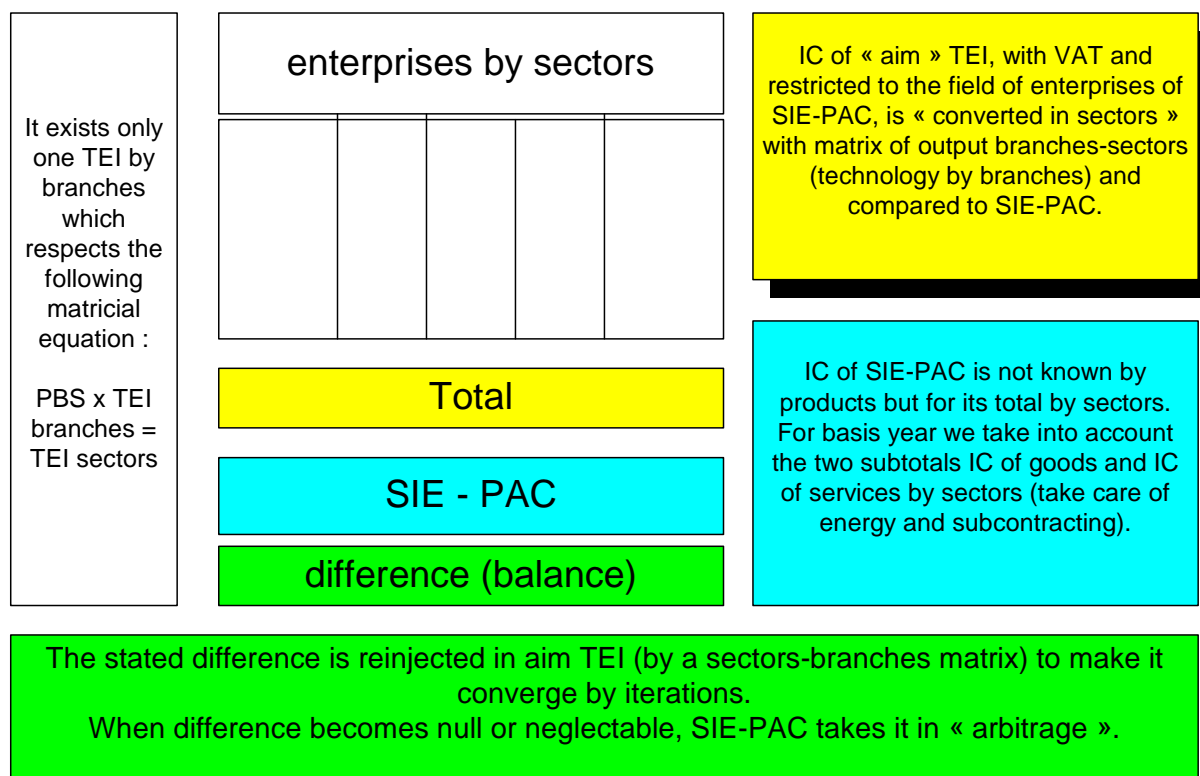 It exists only
one TEI by
branches
which
respects the
following
matricial
equation :
PBS x TEI
branches =
TEI sectors
enterprises by sectors
Total
SIE - PAC
difference (balance)
IC of « aim » TEI, with VAT and
restricted to the field of enterprises of
SIE-PAC, is « converted in sectors »
with matrix of output branches-sectors
(technology by branches) and
compared to SIE-PAC.
IC of SIE-PAC is not known by
products but for its total by sectors.
For basis year we take into account
the two subtotals IC of goods and IC
of services by sectors (take care of
energy and subcontracting).
The stated difference is reinjected in aim TEI (by a sectors-branches matrix) to make it
converge by iterations.
When difference becomes null or neglectable, SIE-PAC takes it in « arbitrage ».